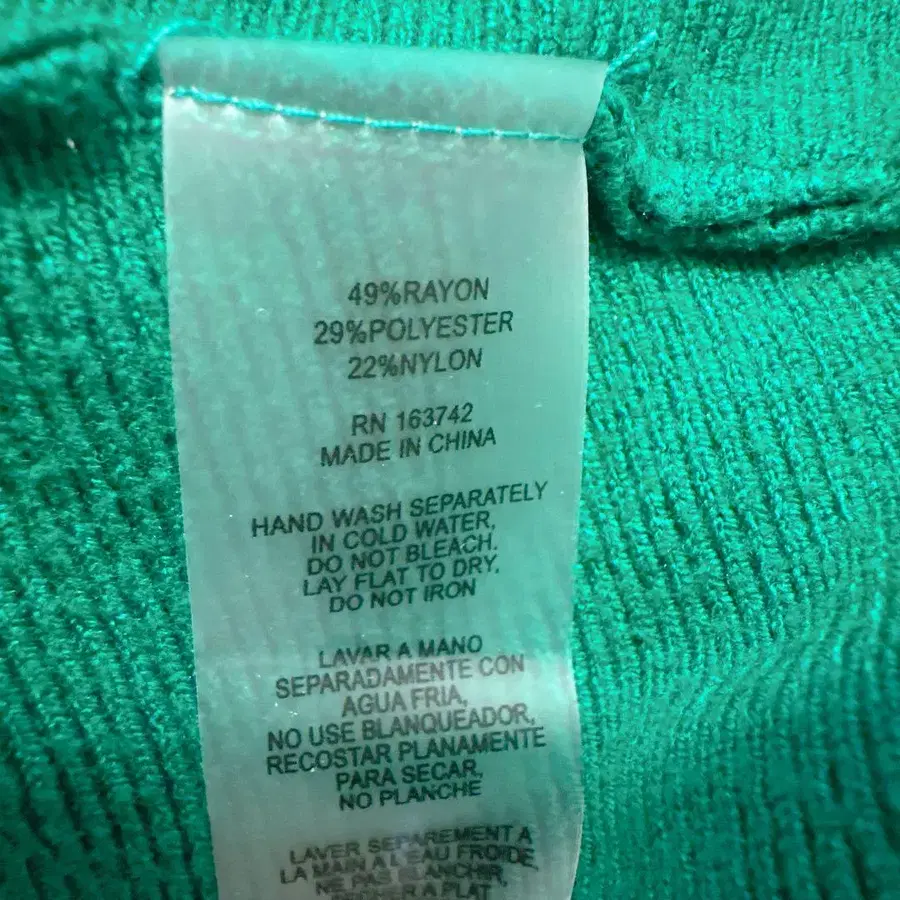 49%RAYON
29%POLYESTER
22%NYLON
RN 163742
MADE IN CHINA
HAND WASH SEPARATELY
IN COLD WATER,
DO NOT BLEACH.
LAY FLAT TO DRY,
DO NOT IRON
LAVAR A MANO
SEPARADAMENTE CON
AGUA FRIA,
NO USE BLANQUEADOR,
RECOSTAR PLANAMENTE
PARA SECAR,
NO PLANCHE
LAVER SEPAREMENT A
LA MAIN A L'EAU FROIDE,
NE PAS BLANCHIR,
A PLAT